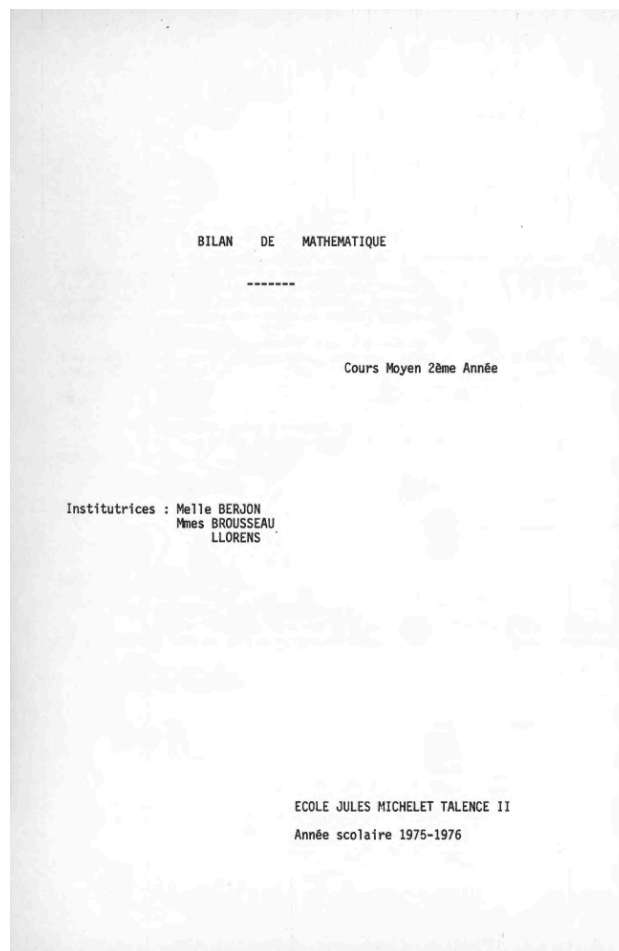 BILAN DE MATHEMATIQUE
-------
Cours Moyen 2ème Année
Institutrices : Melle BERJON
Mmes BROUSSEAU
LLORENS
ECOLE JULES MICHELET TALENCE II
Année scolaire 1975-1976